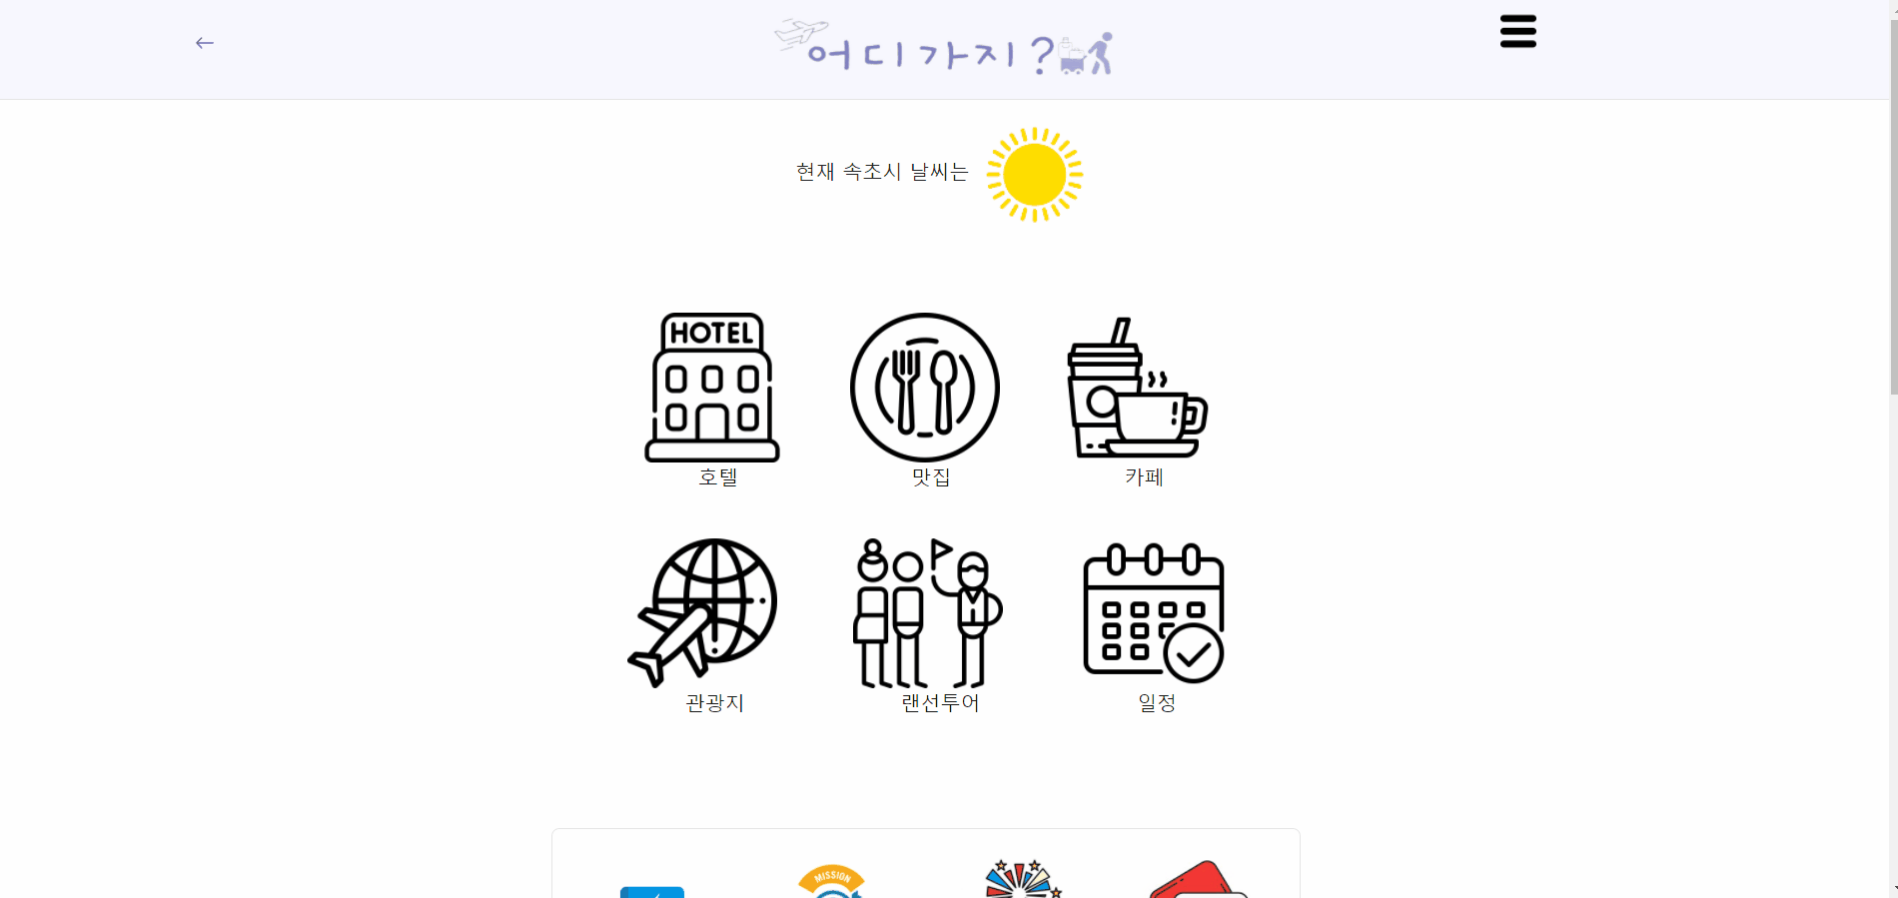 어디가지?
현재 속초시 날씨는
HOTEL
호텔
맛집
카페
관광지
랜선투어
일정
MISSION